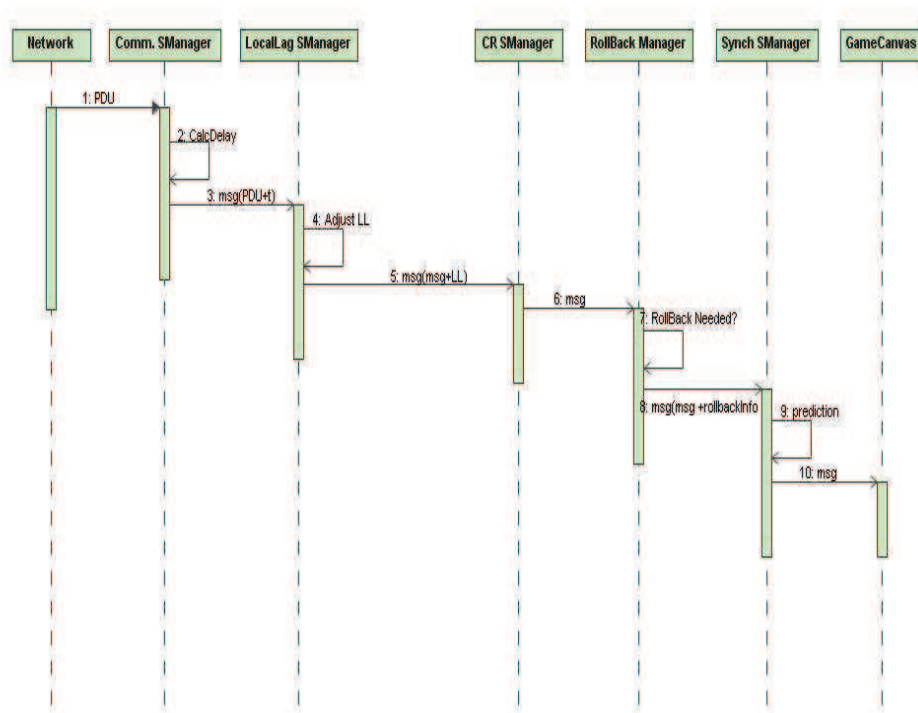 Network
Comm. SManager
LocalLag SManager
CR SManager
RollBack Manager
Synch SManager
GameCanvas
1: PDU
2: CalcDelay
3: msg(PDU+t)
4: Adjust LL
5: msg(msg+LL)
6: msg
7: RollBack Needed?
8: msg(msg +rollbackInfo
9: prediction
10: msg